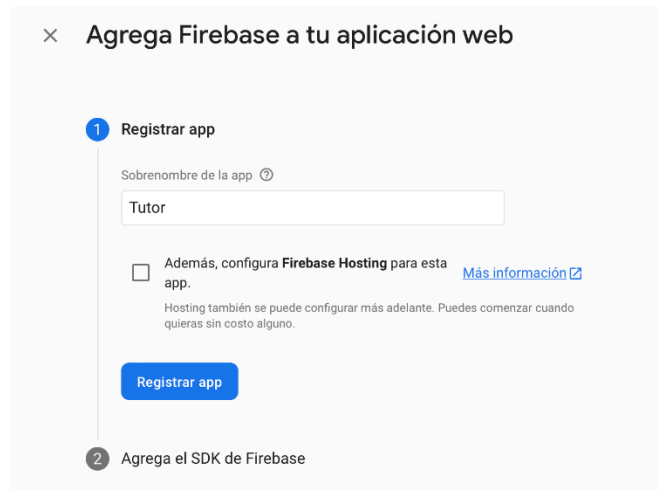 Agrega Firebase a tu aplicación web
1 Registrar app
Sobrenombre de la app
Tutor
Además, configura Firebase Hosting para esta
app.
Más información
Hosting también se puede configurar más adelante. Puedes comenzar cuando
quieras sin costo alguno.
Registrar app
2 Agrega el SDK de Firebase